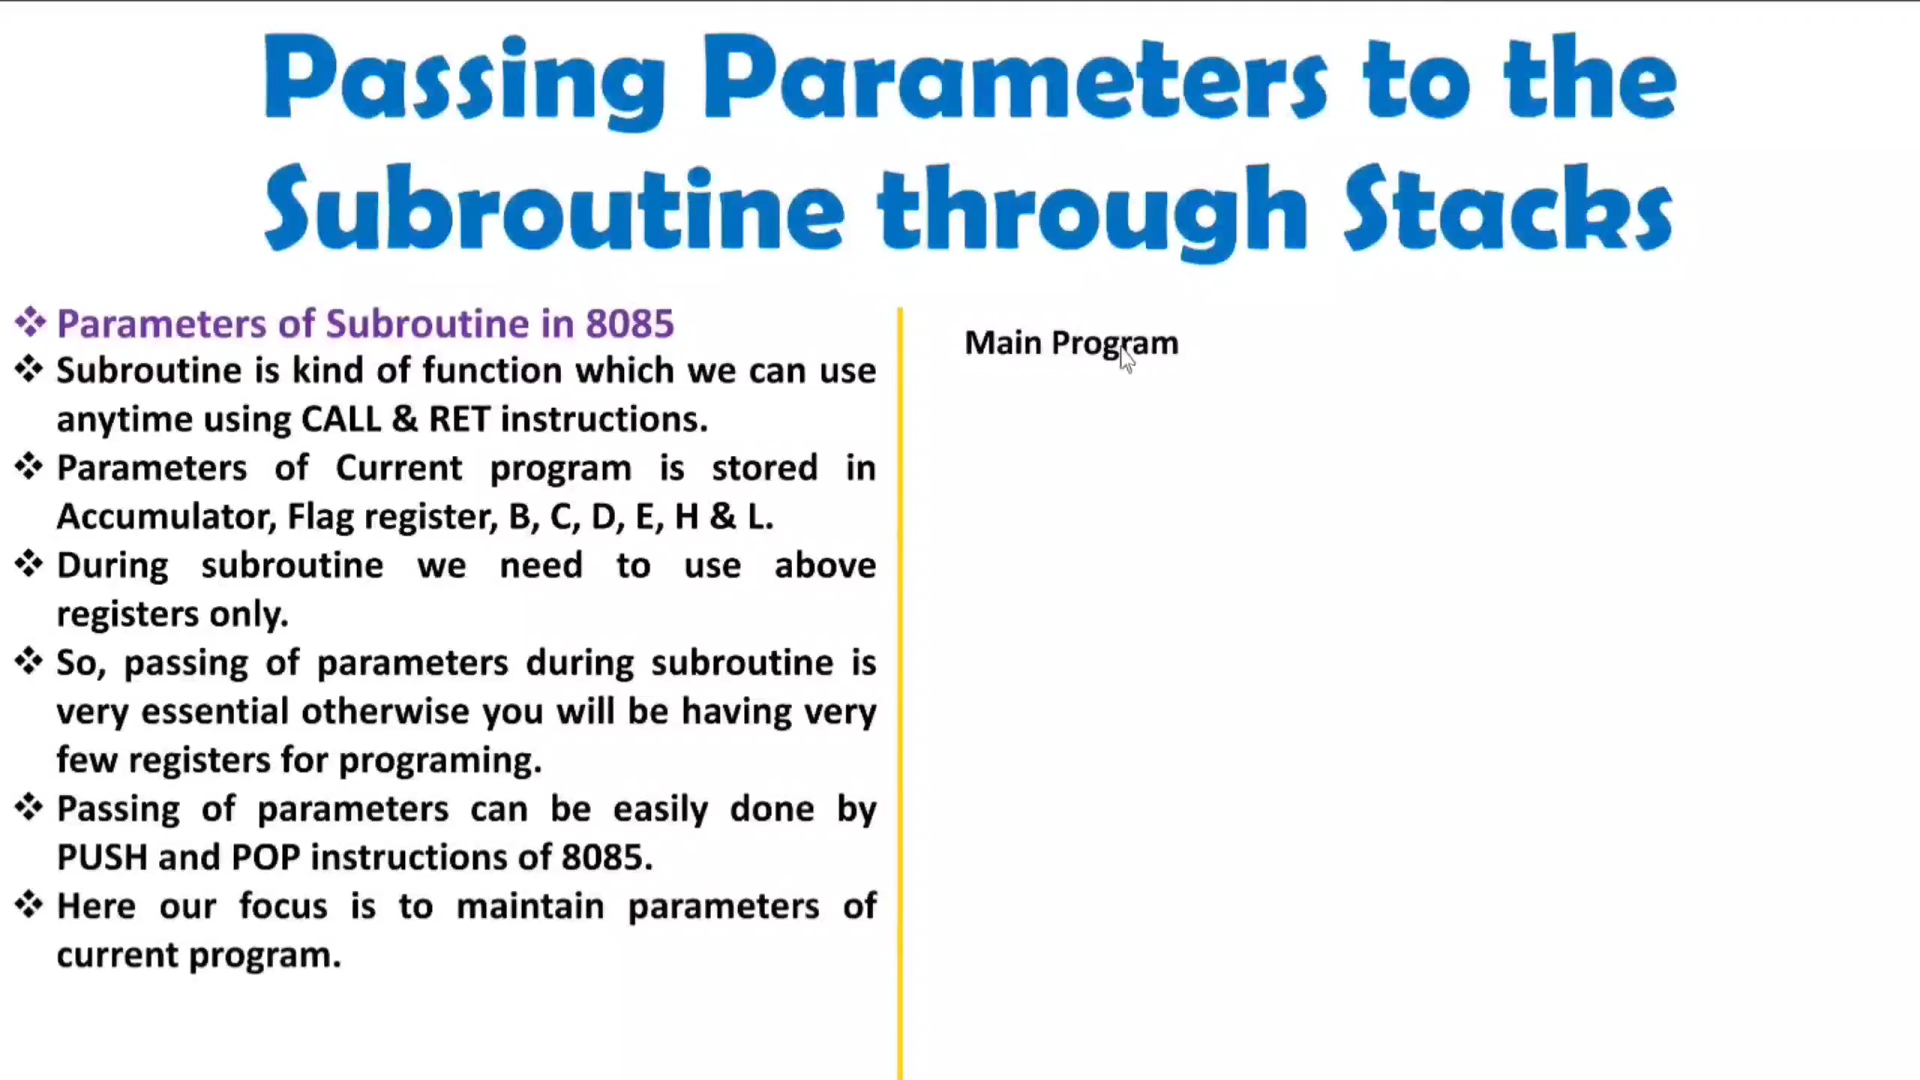 Passing Parameters to the
Subroutine through Stacks
❖ Parameters of Subroutine in 8085
❖ Subroutine is kind of function which we can use
anytime using CALL & RET instructions.
❖ Parameters of Current program is stored in
Accumulator, Flag register, B, C, D, E, H & L.
❖ During subroutine we need to use above
registers only.
❖ So, passing of parameters during subroutine is
very essential otherwise you will be having very
few registers for programing.
❖ Passing of parameters can be easily done by
PUSH and POP instructions of 8085.
❖ Here our focus is to maintain parameters of
current program.
Main Program